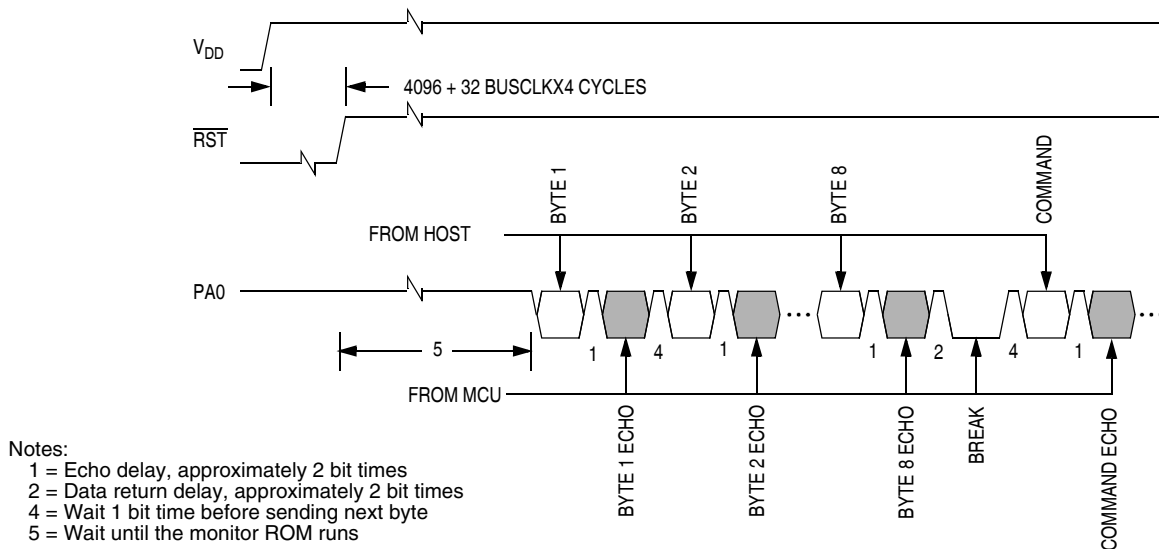 VDD
4096 + 32 BUSCLKX4 CYCLES
RST
BYTE 1
BYTE 2
BYTE 8
COMMAND
FROM HOST
PA0
5
1
4
1
1
2
4
1
FROM MCU
BYTE 1 ECHO
BYTE 2 ECHO
BYTE 8 ECHO
BREAK
COMMAND ECHO
Notes:
1 = Echo delay, approximately 2 bit times
2 = Data return delay, approximately 2 bit times
4 = Wait 1 bit time before sending next byte
5 = Wait until the monitor ROM runs